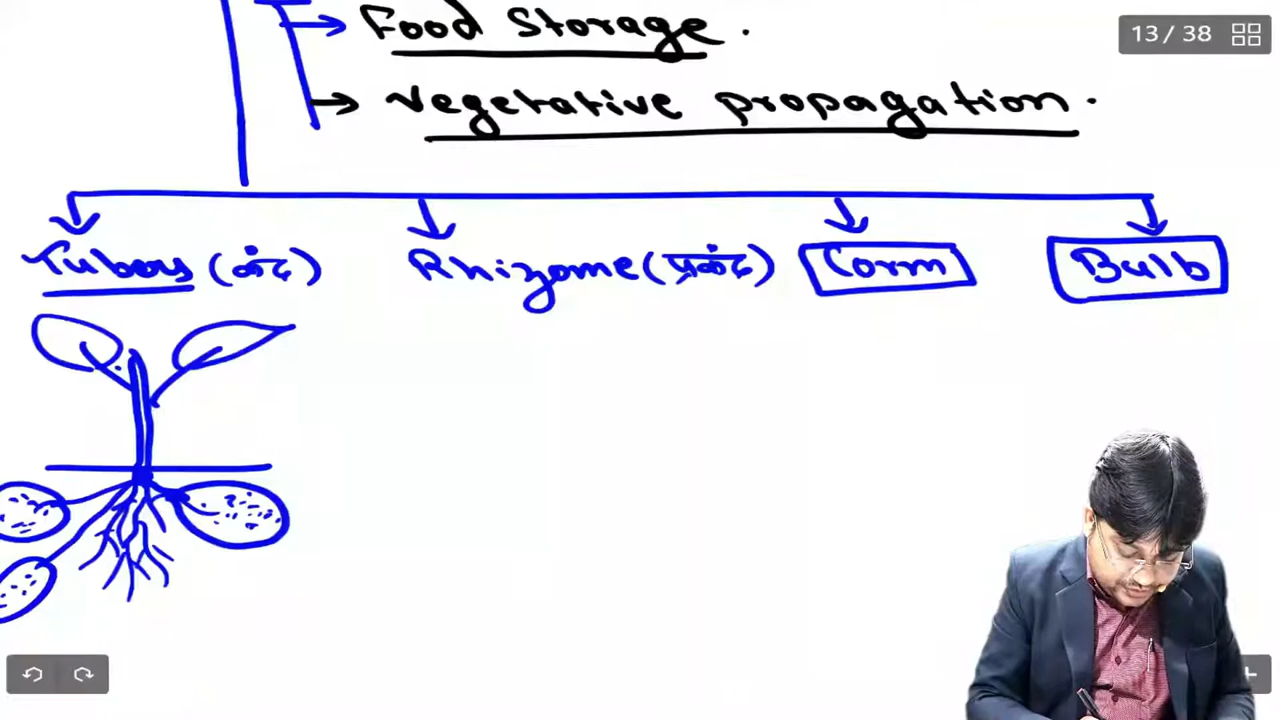 13 / 38
→ Food Storage.
→ Vegetative propagation.
Tubers (कंद) Rhizome (प्रकंद) Corm Bulb